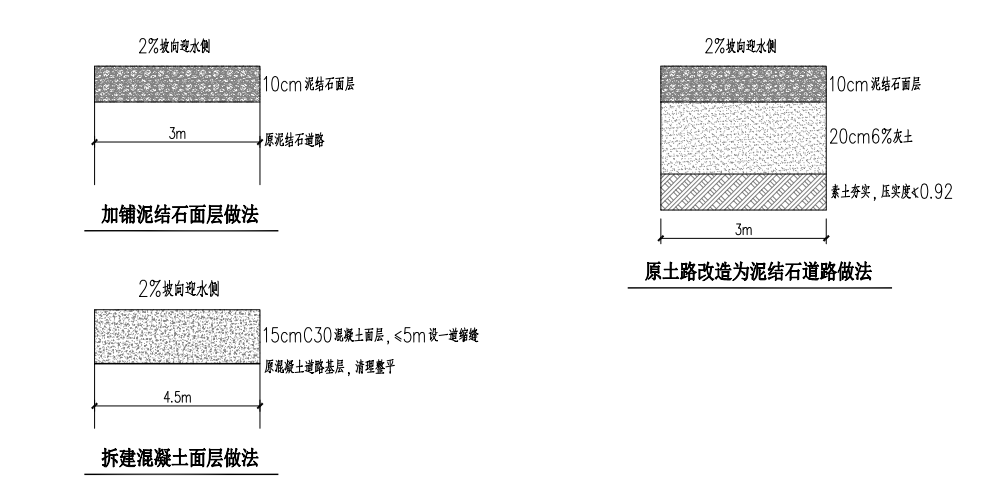 2%坡向迎水侧
10cm泥结石面层
3m
原泥结石道路
加铺泥结石面层做法
2%坡向迎水侧
15cmC30混凝土面层,≤5m设一道缩缝
原混凝土道路基层,清理整平
4.5m
拆建混凝土面层做法
2%坡向迎水侧
10cm泥结石面层
20cm6%灰土
素土夯实,压实度≮0.92
3m
原土路改造为泥结石道路做法